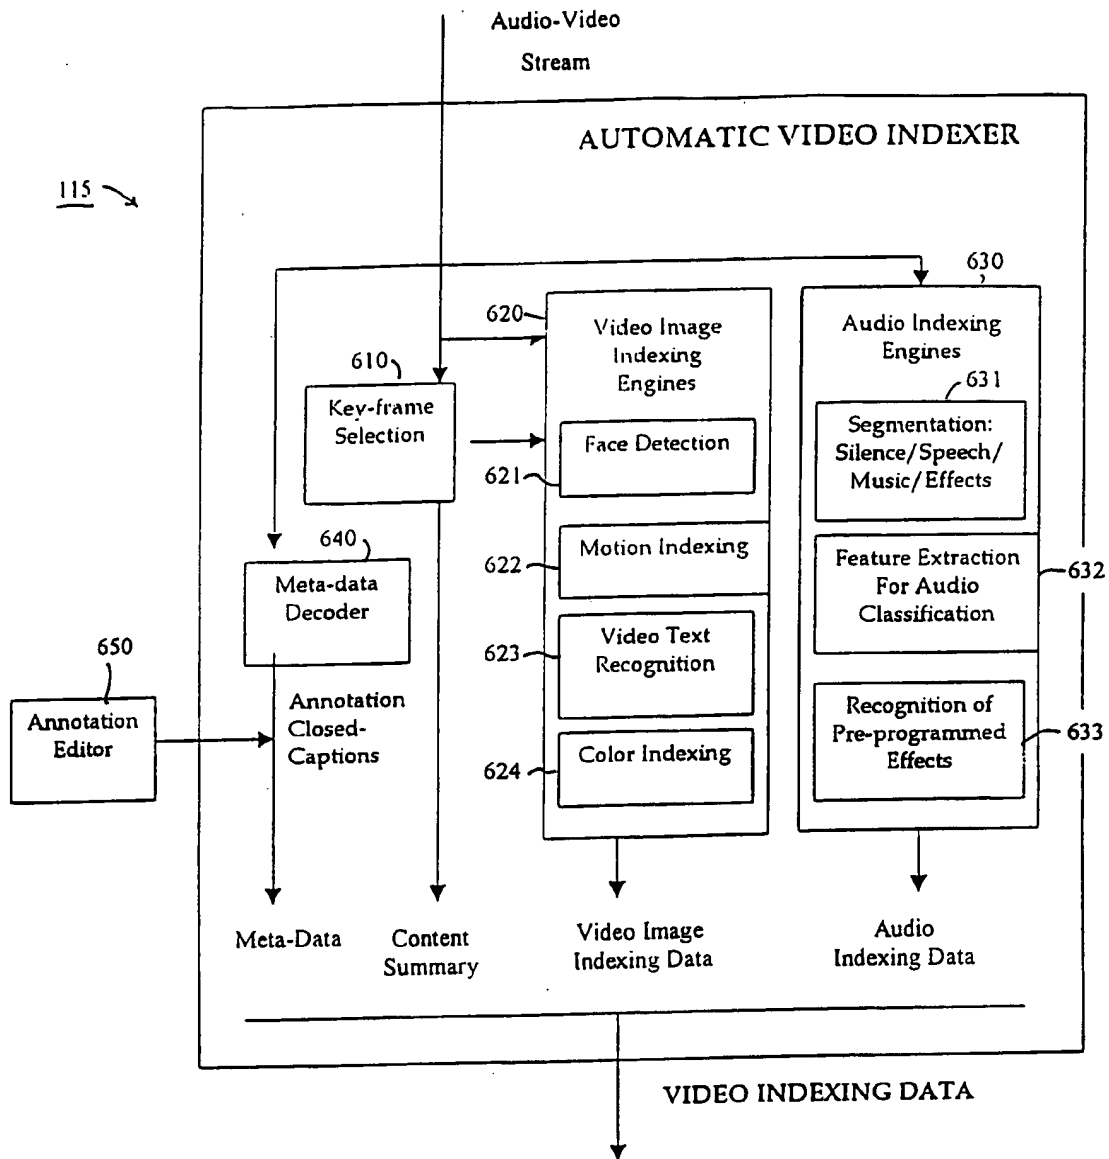 Audio-Video
Stream
AUTOMATIC VIDEO INDEXER
115
630
620
Video Image
Indexing
Engines
Audio Indexing
Engines
610
Key-frame
Selection
631
Segmentation:
Silence/Speech/
Music/Effects
Face Detection
621
640
Meta-data
Decoder
Motion Indexing
622
Feature Extraction
For Audio
Classification
632
623
Video Text
Recognition
650
Annotation
Editor
Annotation
Closed-
Captions
Recognition of
Pre-programmed
Effects
633
Color Indexing
624
Meta-Data
Content
Summary
Video Image
Indexing Data
Audio
Indexing Data
VIDEO INDEXING DATA